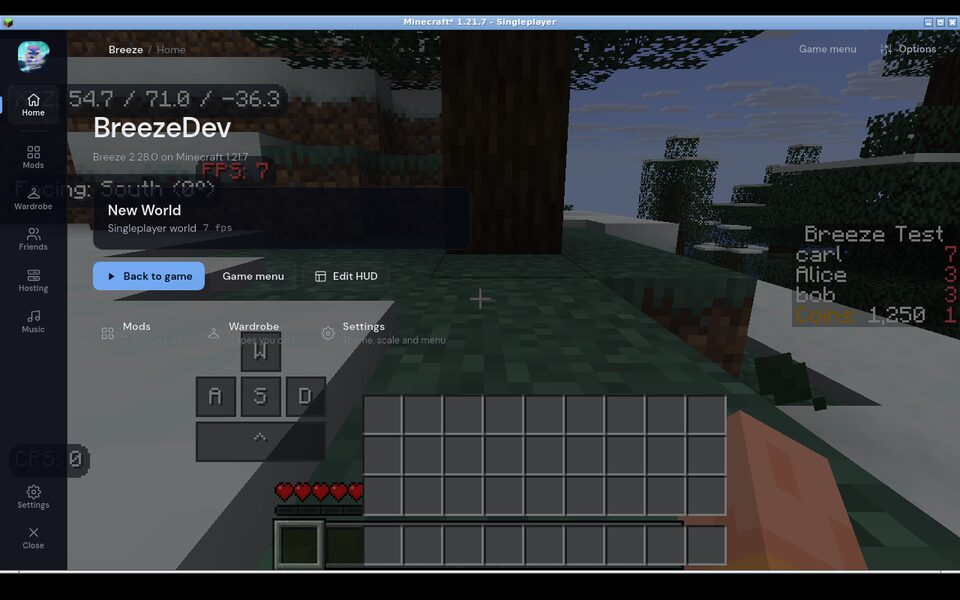 Minecraft* 1.21.7 - Singleplayer
Breeze / Home
Game menu
Options
54.7 / 71.0 / -36.3
Home
BreezeDev
Breeze 2.28.0 on Minecraft 1.21.7
FPS: 7
Mods
Facing: South (0°)
Wardrobe
New World
Singleplayer world 7 fps
Friends
Breeze Test
carl 7
Alice 3
bob 3
Coins: 1,250 1
Back to game
Game menu
Edit HUD
Hosting
Music
Mods
Wardrobe
Capes you
Settings
Theme, scale and menu
W
A S D
^
CPS: 0
Settings
Close